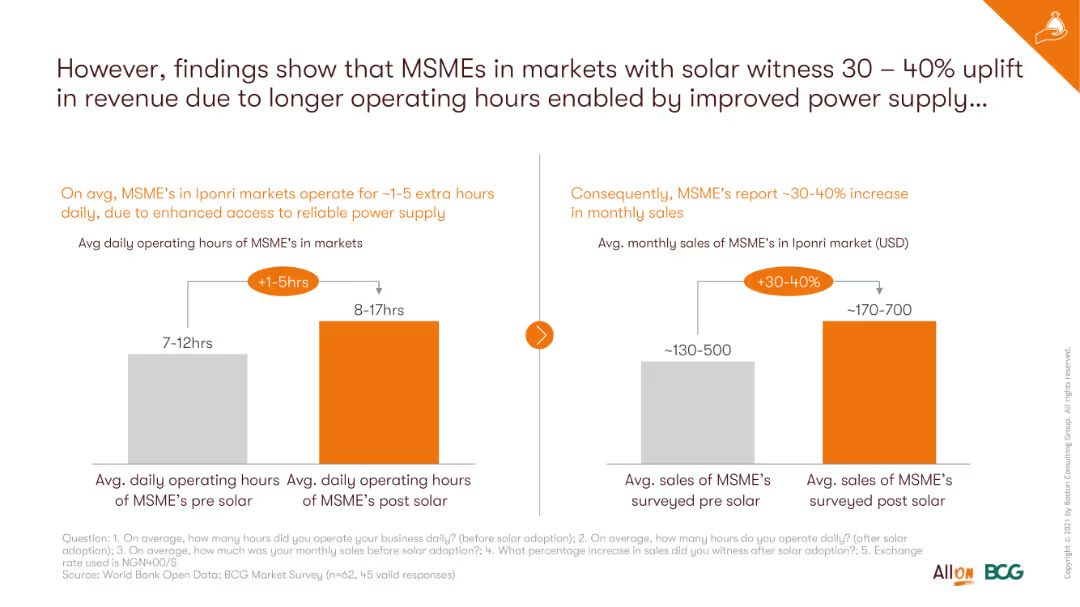 However, findings show that MSMEs in markets with solar witness 30 – 40% uplift
in revenue due to longer operating hours enabled by improved power supply...
On avg, MSME's in Iponri markets operate for ~1-5 extra hours
daily, due to enhanced access to reliable power supply
Avg daily operating hours of MSME's in markets
+1-5hrs
8-17hrs
7-12hrs
Avg. daily operating hours
of MSME's pre solar
Avg. daily operating hours
of MSME's post solar
Consequently, MSME's report ~30-40% increase
in monthly sales
Avg. monthly sales of MSME's in Iponri market (USD)
+30-40%
~170-700
~130-500
Avg. sales of MSME's
surveyed pre solar
Avg. sales of MSME's
surveyed post solar
Question: 1. On average, how many hours did you operate your business daily? (before solar adoption); 2. On average, how many hours do you operate daily? (after solar
adoption); 3. On average, how much was your monthly sales before solar adoption?; 4. What percentage increase in sales did you witness after solar adoption?; 5. Exchange
rate used is NGN400/$
Source: World Bank Open Data; BCG Market Survey (n=62, 45 valid responses)
All ON
BCG
Copyright © 2021 by Boston Consulting Group. All rights reserved.